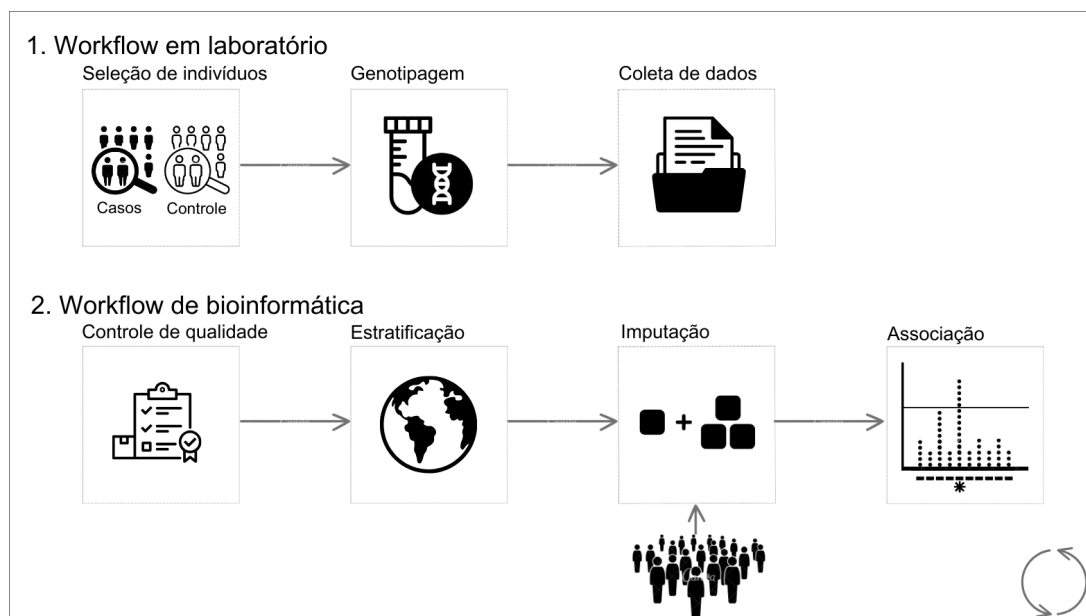 1. Workflow em laboratório
Seleção de indivíduos
Genotipagem
Coleta de dados
Casos
Controle
2. Workflow de bioinformática
Controle de qualidade
Estratificação
Imputação
Associação